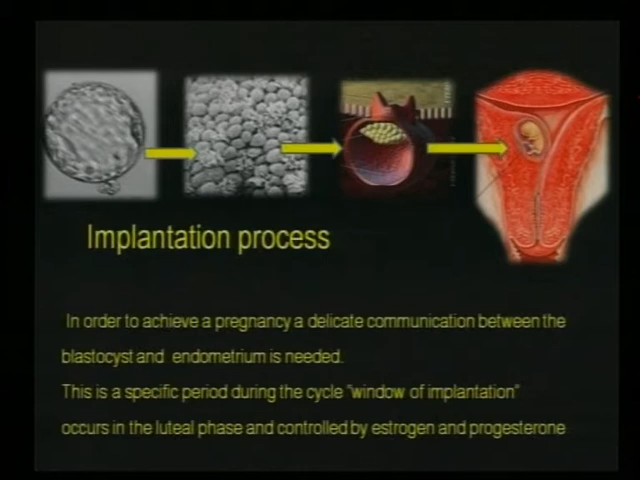 Implantation process
In order to achieve a pregnancy a delicate communication between the
blastocyst and endometrium is needed.
This is a specific period during the cycle "window of implantation"
occurs in the luteal phase and controlled by estrogen and progesterone